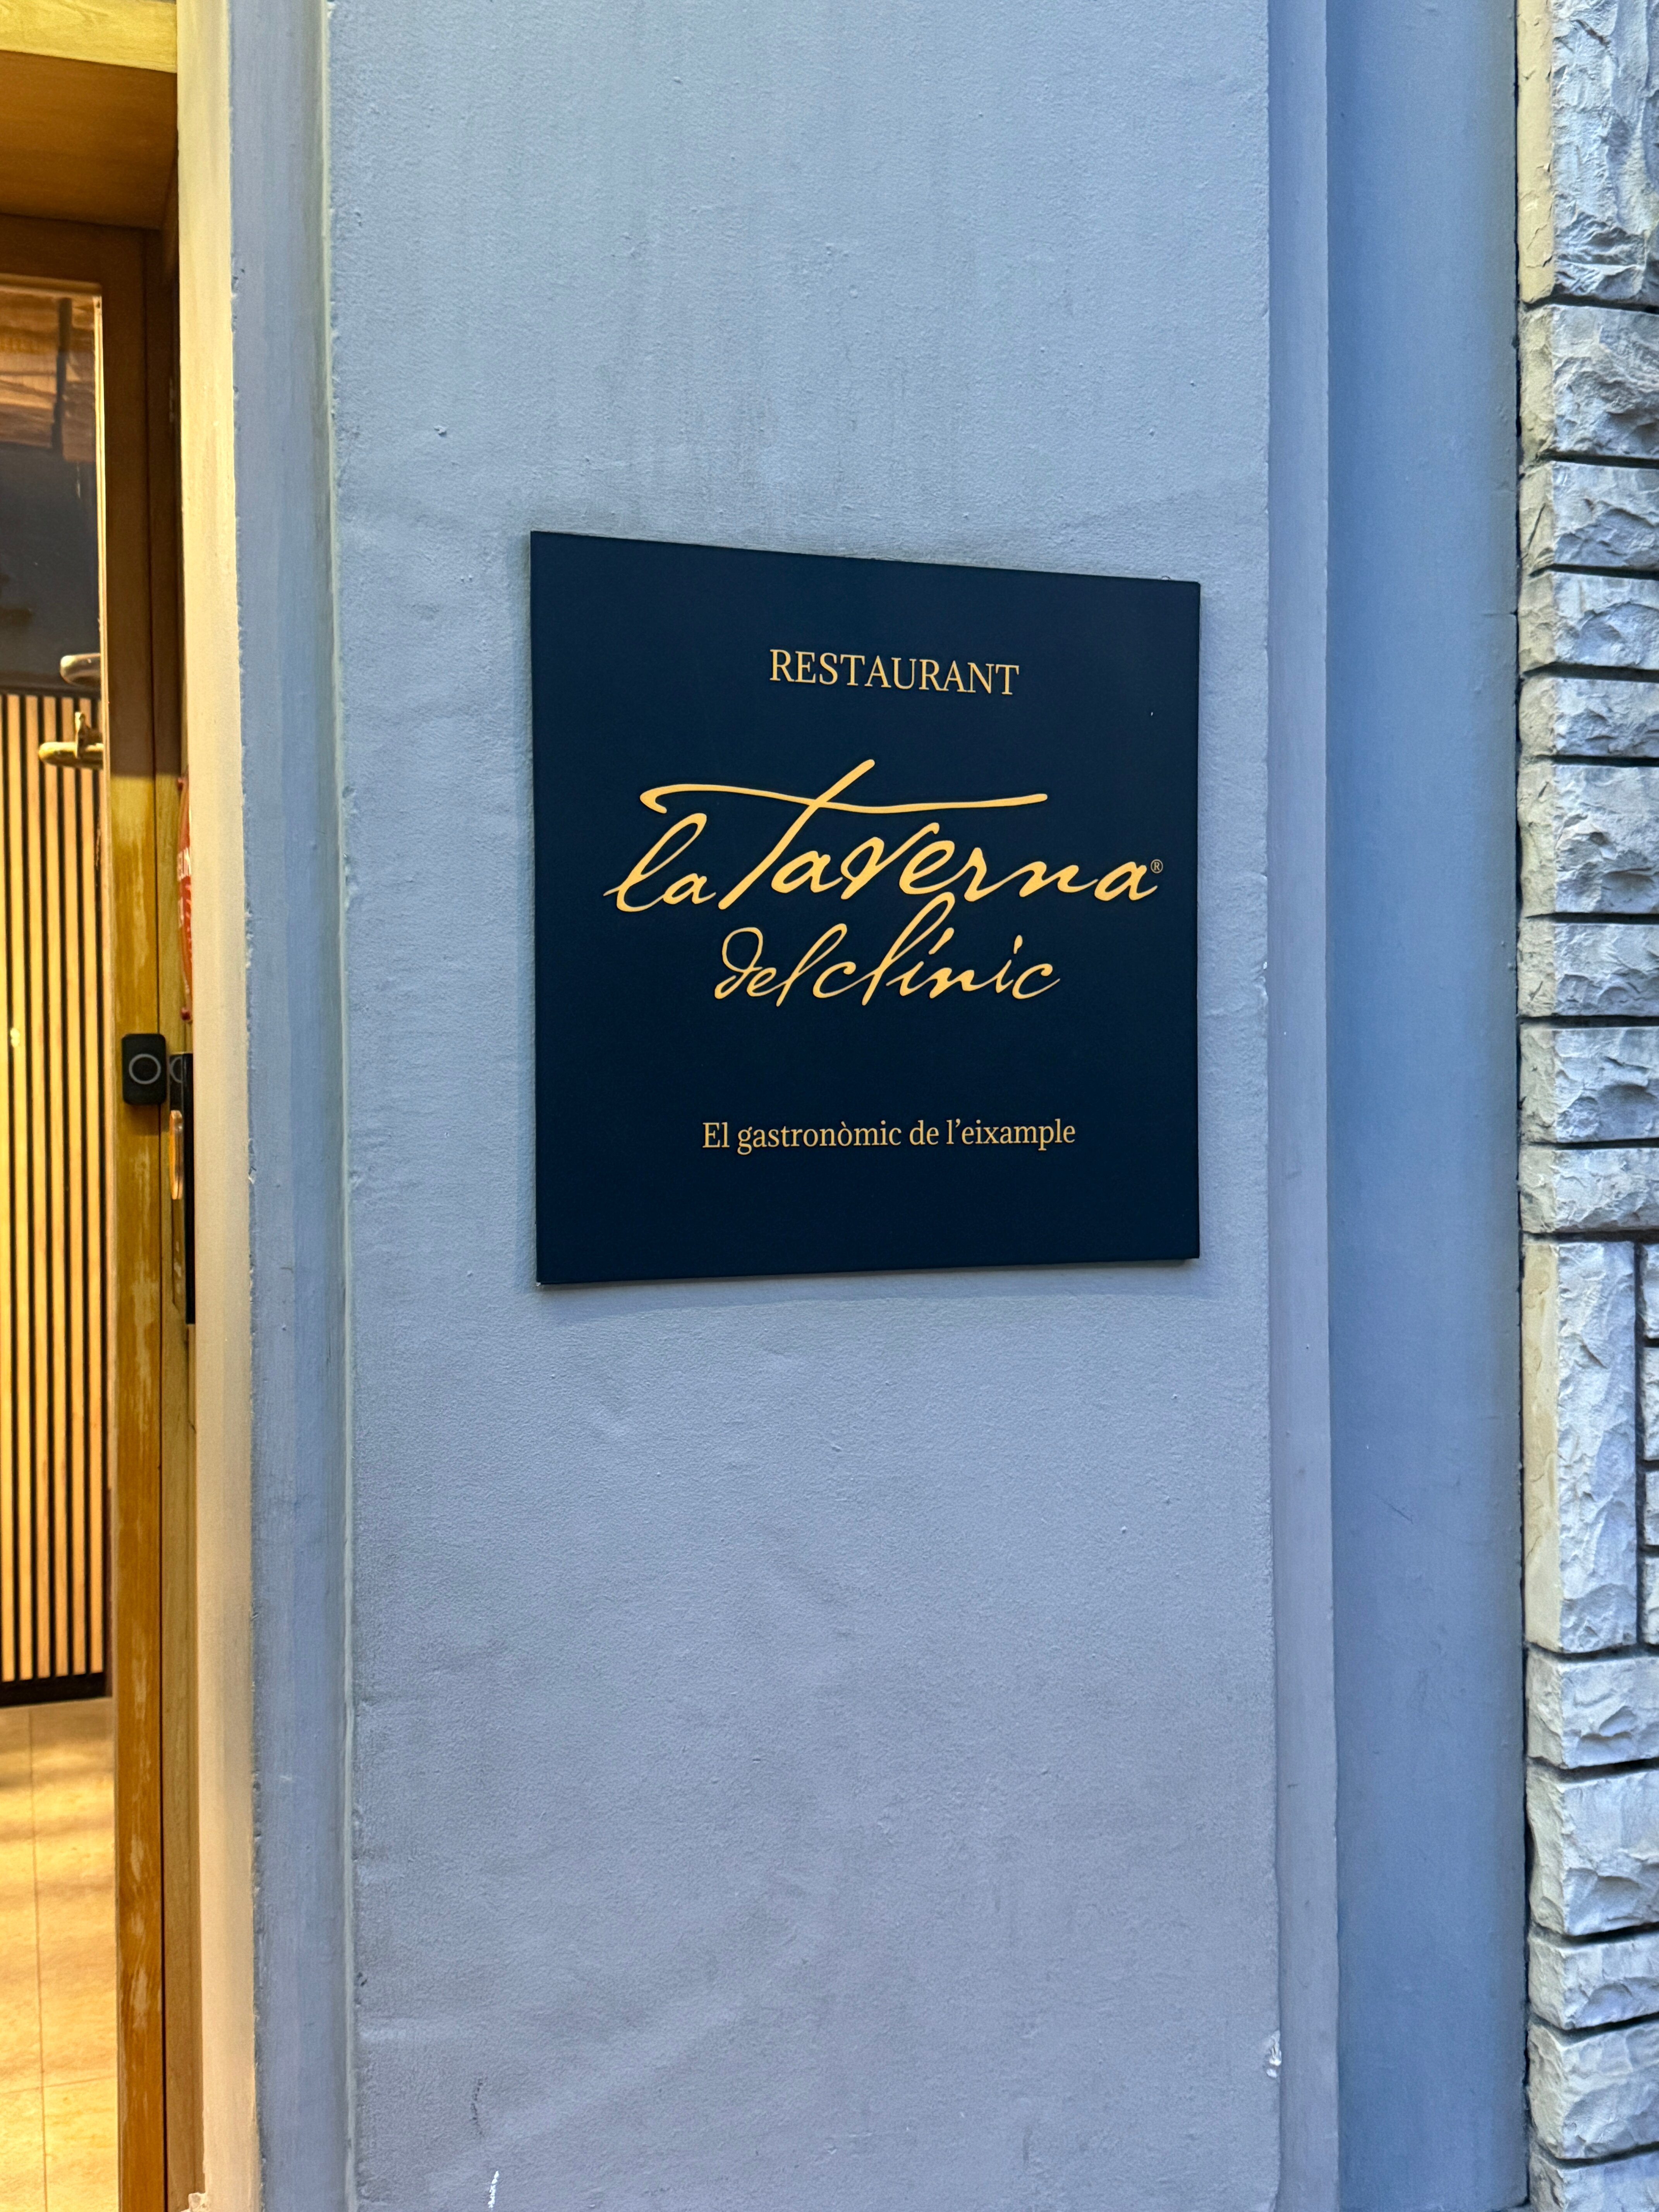 RESTAURANT
la Taverna®
del clínic
El gastronòmic de l'eixample